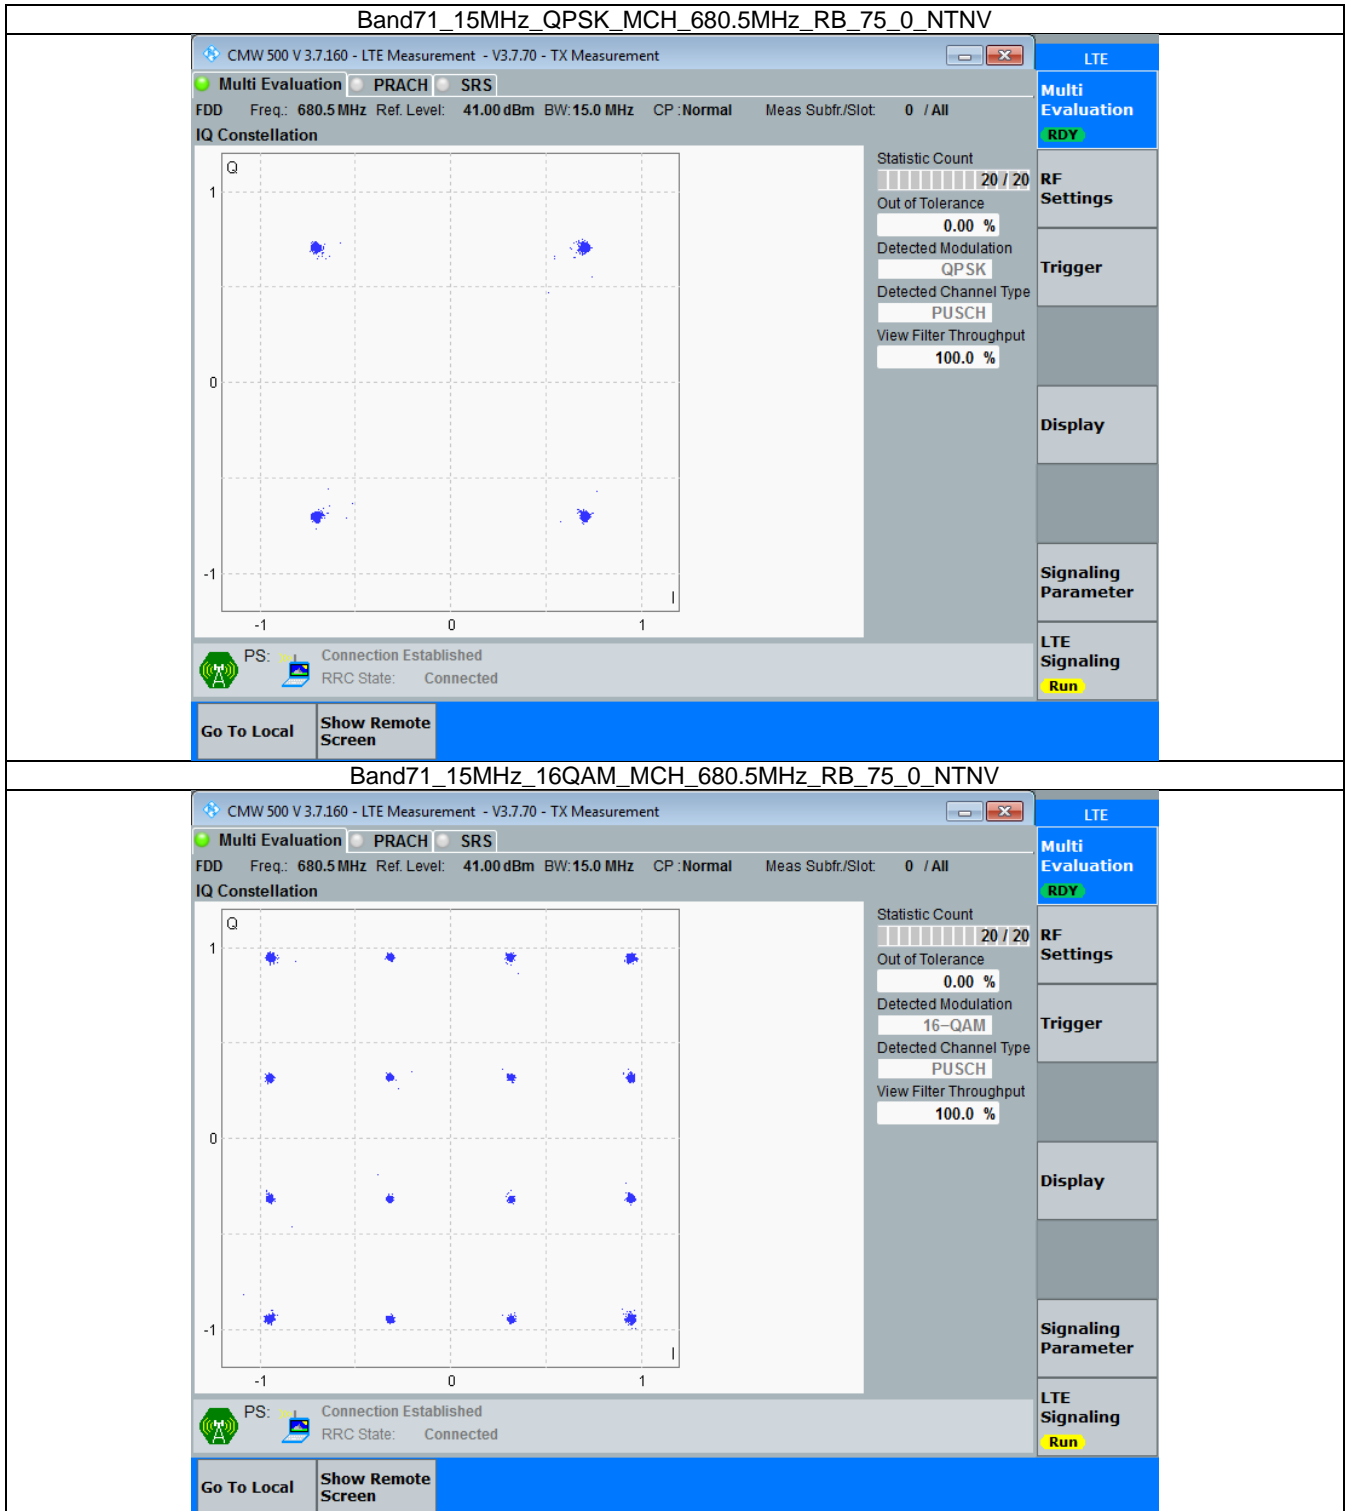 Band71_15MHz_QPSK_MCH_680.5MHz_RB_75_0_NTNV
CMW 500 V 3.7.160 - LTE Measurement - V3.7.70 - TX Measurement
LTE
Multi Evaluation PRACH SRS
Multi Evaluation
RDY
FDD Freq.: 680.5 MHz Ref. Level: 41.00 dBm BW: 15.0 MHz CP : Normal Meas Subfr./Slot: 0 / All
IQ Constellation
Q
1
0
-1
I
-1 0 1
Statistic Count
20 / 20
Out of Tolerance
0.00 %
Detected Modulation
QPSK
Detected Channel Type
PUSCH
View Filter Throughput
100.0 %
RF Settings
Trigger
Display
Signaling Parameter
LTE Signaling
Run
PS: Connection Established
RRC State: Connected
Go To Local
Show Remote Screen
Band71_15MHz_16QAM_MCH_680.5MHz_RB_75_0_NTNV
CMW 500 V 3.7.160 - LTE Measurement - V3.7.70 - TX Measurement
LTE
Multi Evaluation PRACH SRS
Multi Evaluation
RDY
FDD Freq.: 680.5 MHz Ref. Level: 41.00 dBm BW: 15.0 MHz CP : Normal Meas Subfr./Slot: 0 / All
IQ Constellation
Q
1
0
-1
I
-1 0 1
Statistic Count
20 / 20
Out of Tolerance
0.00 %
Detected Modulation
16-QAM
Detected Channel Type
PUSCH
View Filter Throughput
100.0 %
RF Settings
Trigger
Display
Signaling Parameter
LTE Signaling
Run
PS: Connection Established
RRC State: Connected
Go To Local
Show Remote Screen